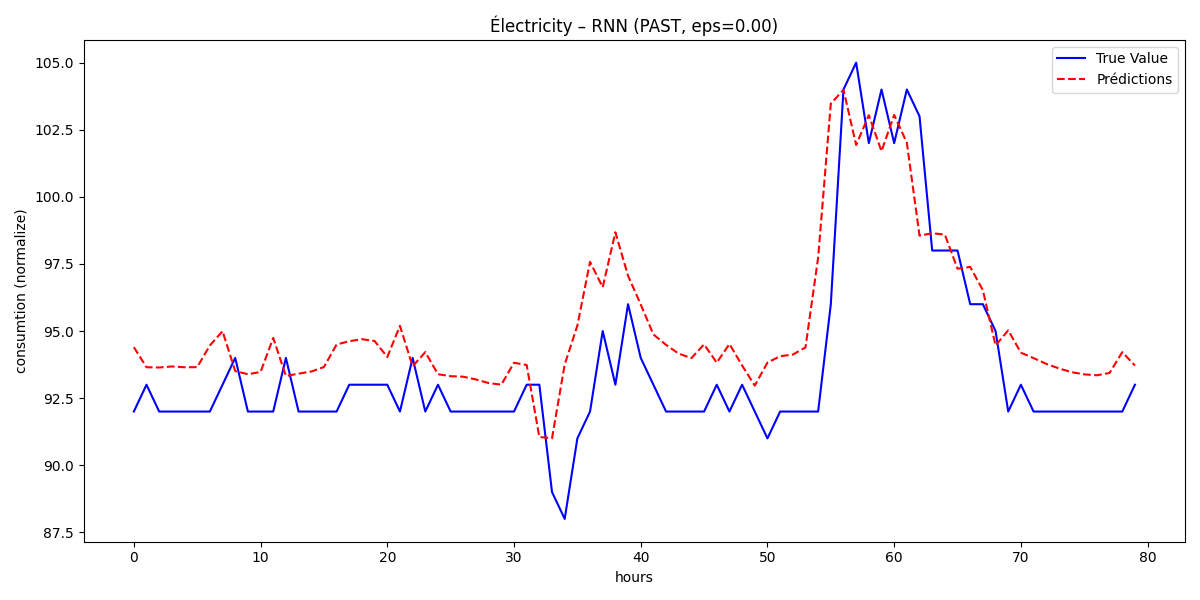 Électricity – RNN (PAST, eps=0.00)
True Value
Prédictions
consumtion (normalize)
105.0
102.5
100.0
97.5
95.0
92.5
90.0
87.5
0 10 20 30 40 50 60 70 80
hours